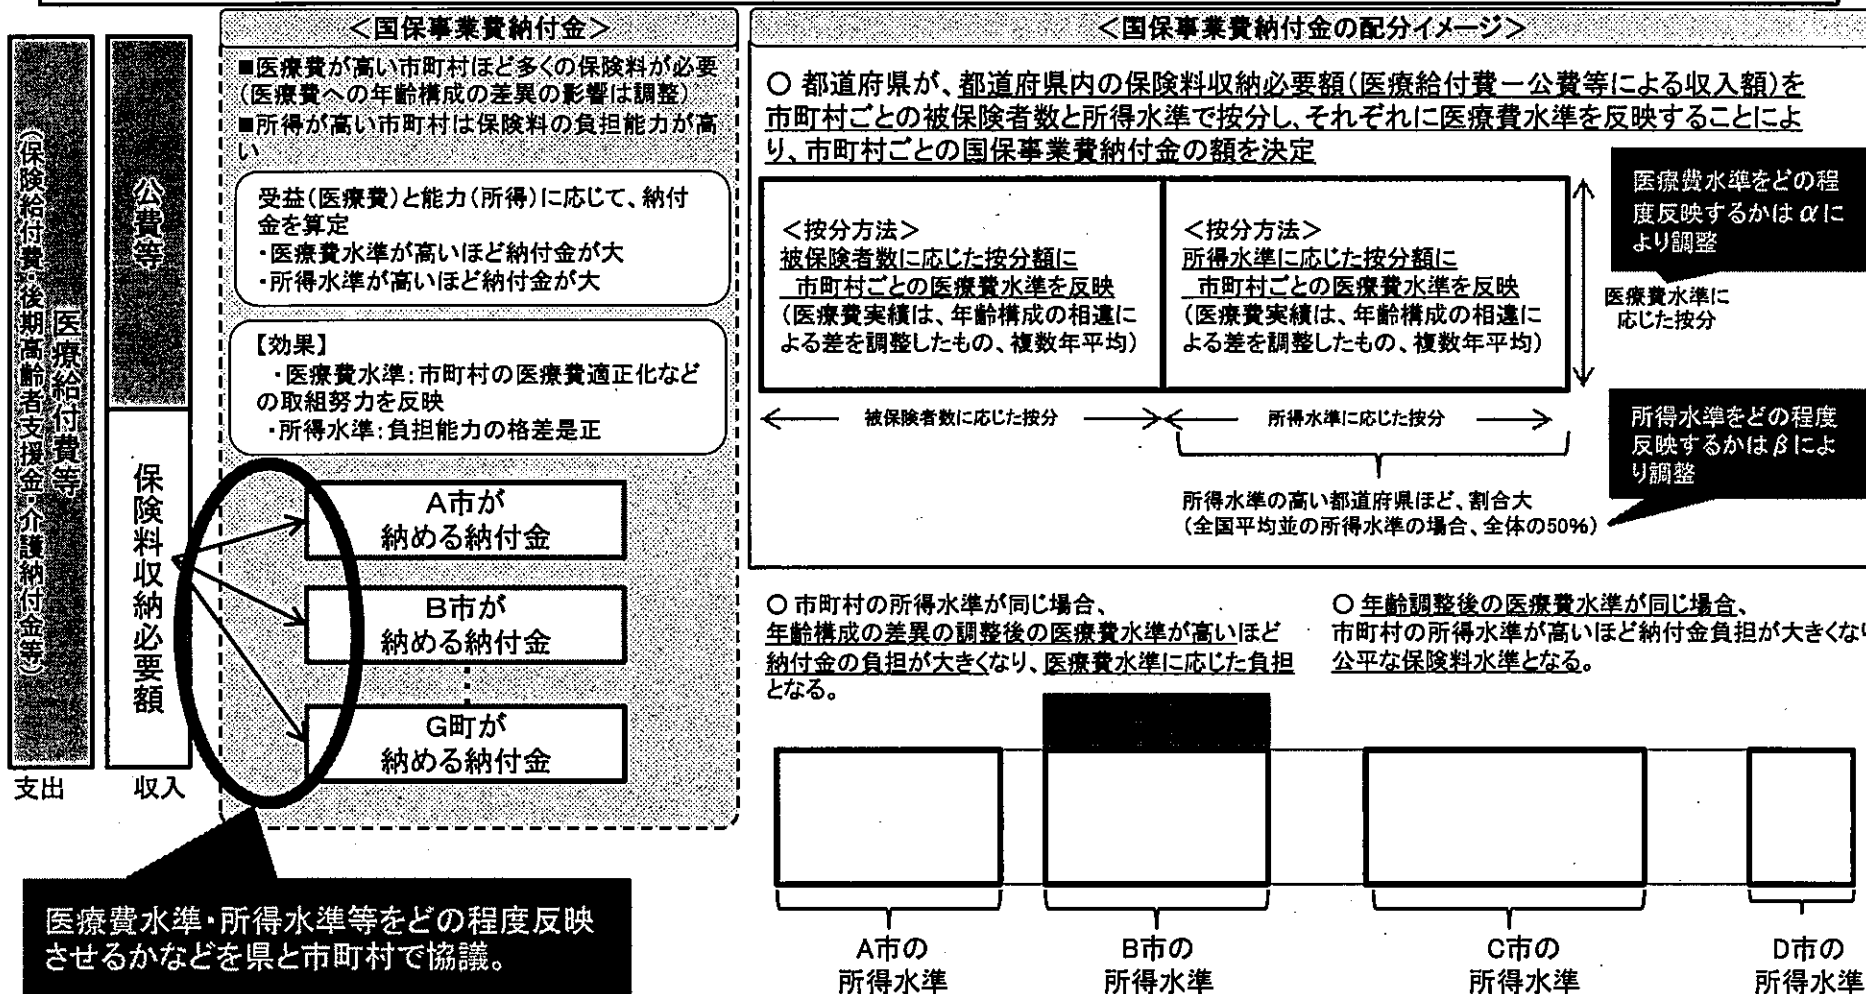 ＜国保事業費納付金＞
■医療費が高い市町村ほど多くの保険料が必要
(医療費への年齢構成の差異の影響は調整)
■所得が高い市町村は保険料の負担能力が高
い
受益(医療費)と能力(所得)に応じて、納付
金を算定
・医療費水準が高いほど納付金が大
・所得水準が高いほど納付金が大
【効果】
・医療費水準:市町村の医療費適正化など
の取組努力を反映
・所得水準:負担能力の格差是正
医療給付費等
(保険給付費・後期高齢者支援金・介護納付金等)
公費等
保険料収納必要額
支出
収入
A市が
納める納付金
B市が
納める納付金
G町が
納める納付金
医療費水準・所得水準等をどの程度反映
させるかなどを県と市町村で協議。
＜国保事業費納付金の配分イメージ＞
○ 都道府県が、都道府県内の保険料収納必要額(医療給付費ー公費等による収入額)を
市町村ごとの被保険者数と所得水準で按分し、それぞれに医療費水準を反映することによ
り、市町村ごとの国保事業費納付金の額を決定
＜按分方法＞
被保険者数に応じた按分額に
市町村ごとの医療費水準を反映
(医療費実績は、年齢構成の相違に
よる差を調整したもの、複数年平均)
＜按分方法＞
所得水準に応じた按分額に
市町村ごとの医療費水準を反映
(医療費実績は、年齢構成の相違に
よる差を調整したもの、複数年平均)
医療費水準をどの程
度反映するかはαに
より調整
医療費水準に
応じた按分
被保険者数に応じた按分
所得水準に応じた按分
所得水準をどの程度
反映するかはβによ
り調整
所得水準の高い都道府県ほど、割合大
(全国平均並の所得水準の場合、全体の50%)
○ 市町村の所得水準が同じ場合、
年齢構成の差異の調整後の医療費水準が高いほど
納付金の負担が大きくなり、医療費水準に応じた負担
となる。
○ 年齢調整後の医療費水準が同じ場合、
市町村の所得水準が高いほど納付金負担が大きくなり
公平な保険料水準となる。
A市の
所得水準
B市の
所得水準
C市の
所得水準
D市の
所得水準